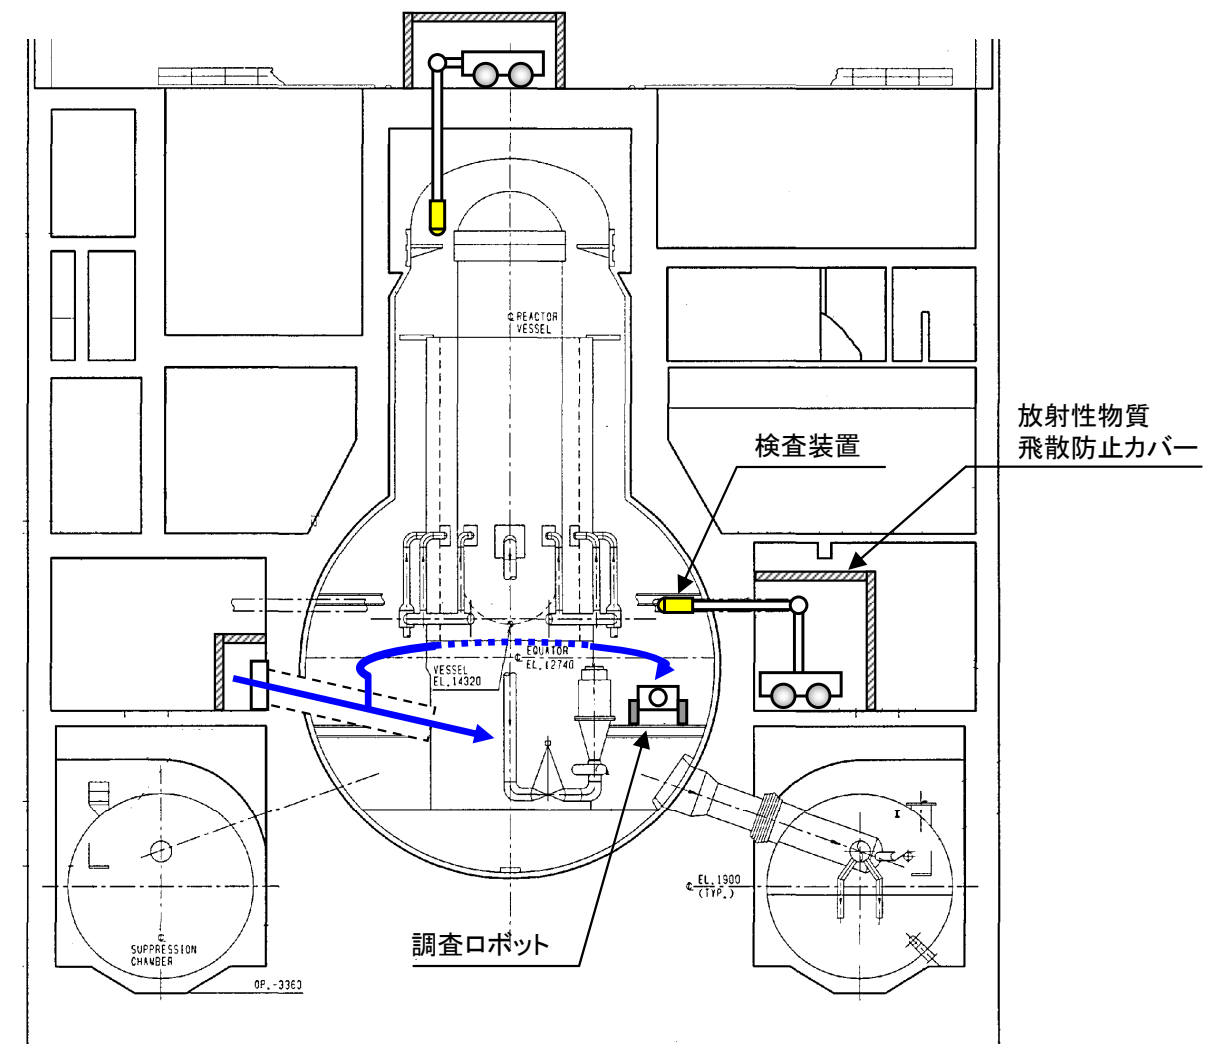 ℄ REACTOR
VESSEL
放射性物質
飛散防止カバー
検査装置
EQUATOR
℄ EL.12740
VESSEL
EL.14320
℄ EL.1900
(TYP.)
調査ロボット
℄
SUPPRESSION
CHAMBER
OP.-3360